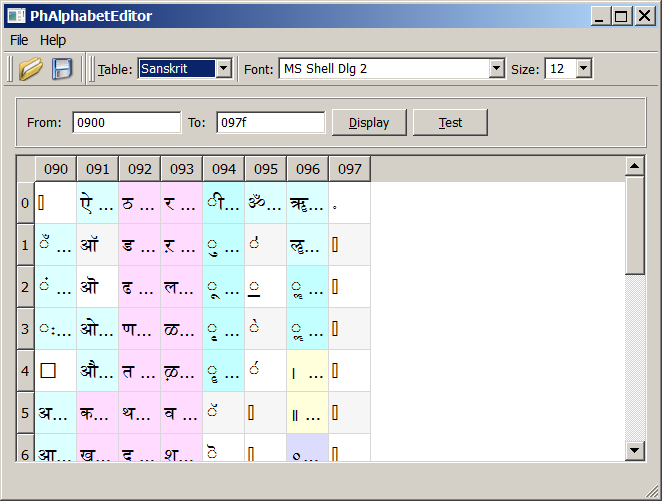 PhAlphabetEditor
File Help
Table: Sanskrit Font: MS Shell Dlg 2 Size: 12
From: 0900 To: 097f Display Test
090 091 092 093 094 095 096 097
0 ऐ ... ठ ... र ... ी... ॐ... ॠ... ॰
1 ँ ... ऑ ड ... ऱ ... ु ... ॑ ॡ...
2 ं ... ऒ ढ ... ल... ू ... ॒ ॢ ...
3 ः... ओ... ण... ळ... ृ ... ॓ ॣ ...
4 औ... त ... ऴ... ॄ ... ॔ । ...
5 अ... क... थ... व ... ॅ ॥ ...
6 आ... ख... द ... श... ॆ ०...